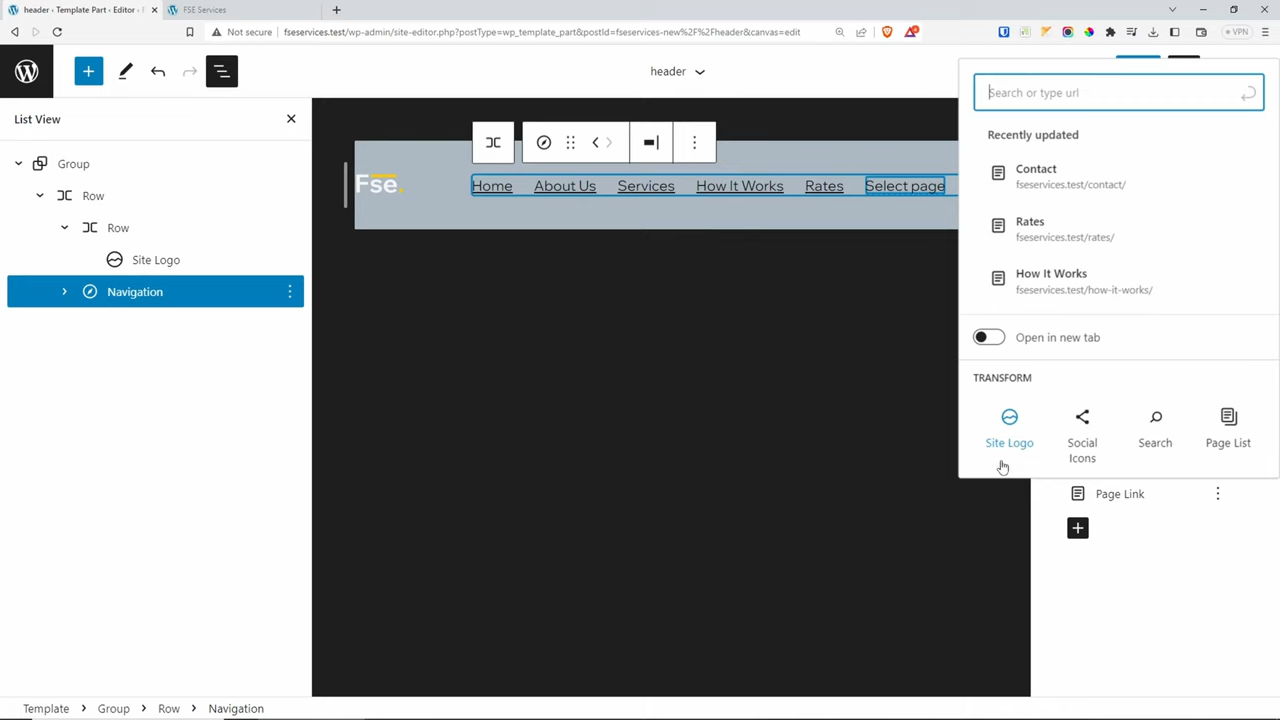 header ‹ Template Part ‹ Editor ‹ F
FSE Services
Not secure
fseservices.test/wp-admin/site-editor.php?postType=wp_template_part&postId=fseservices-new%2F%2Fheader&canvas=edit
VPN
header
List View
Group
Row
Row
Site Logo
Navigation
Fse.
Home
About Us
Services
How It Works
Rates
Select page
Search or type url
Recently updated
Contact
fseservices.test/contact/
Rates
fseservices.test/rates/
How It Works
fseservices.test/how-it-works/
Open in new tab
TRANSFORM
Site Logo
Social Icons
Search
Page List
Page Link
Template
Group
Row
Navigation